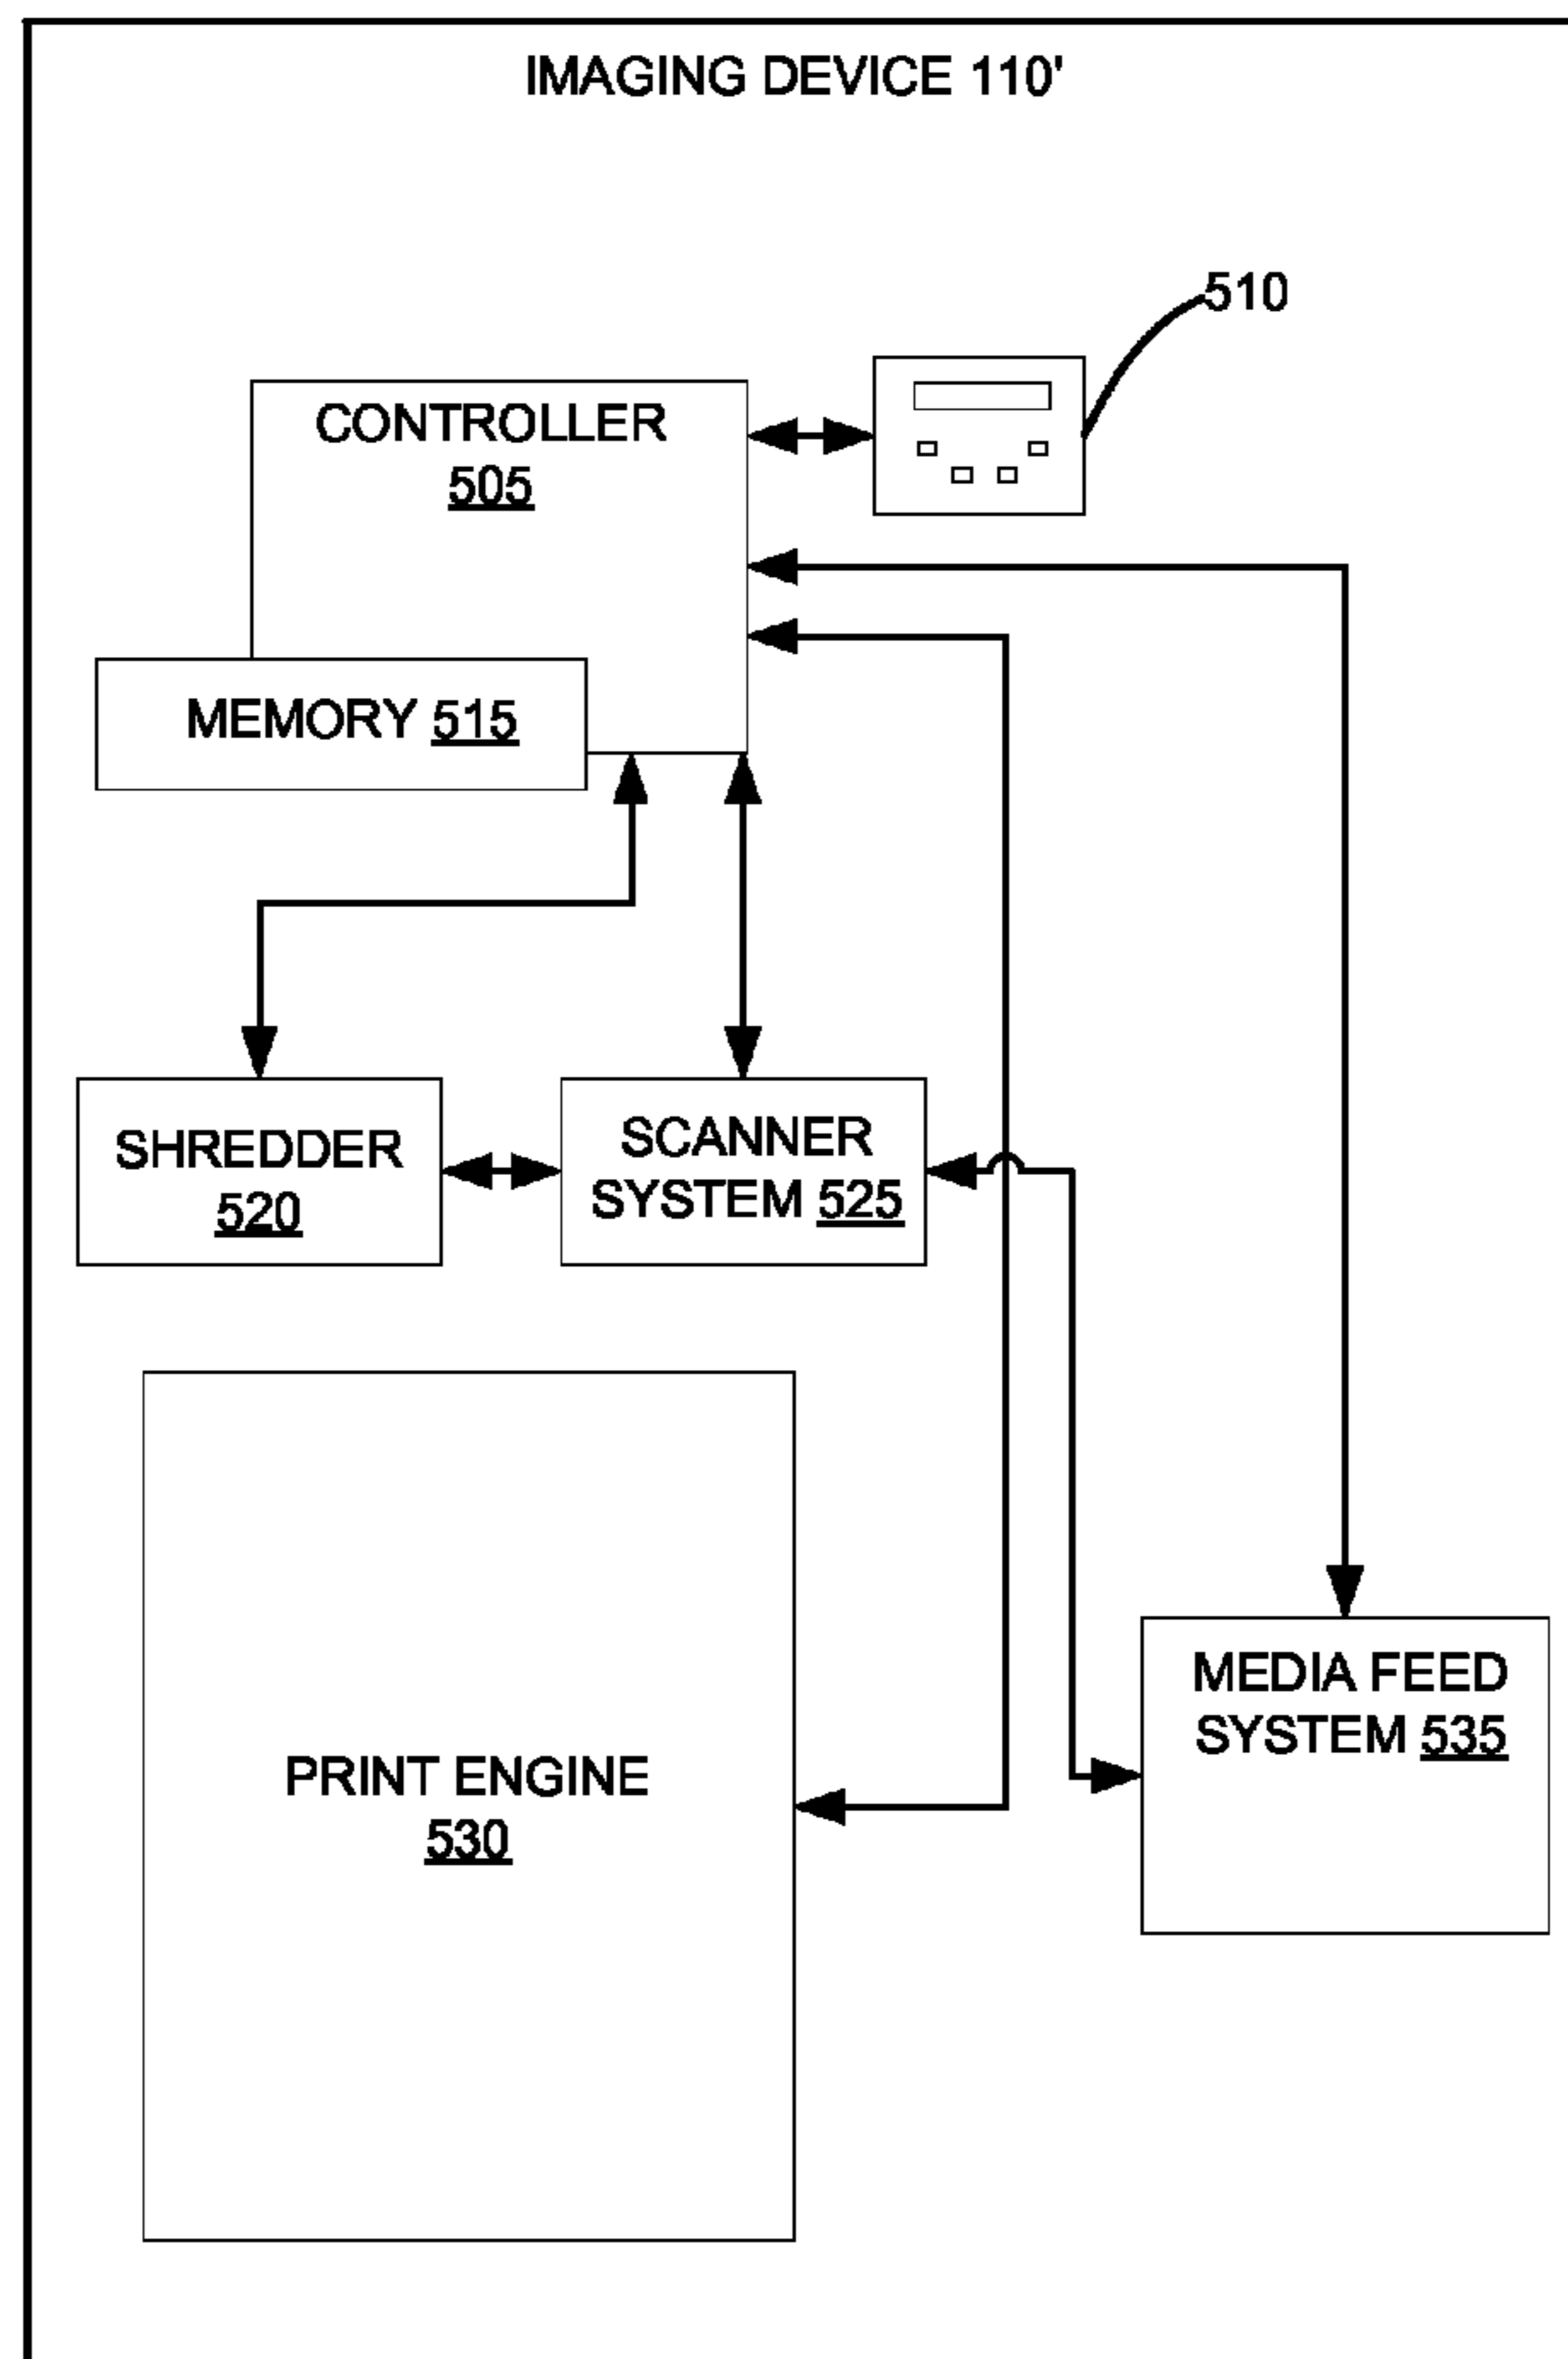 IMAGING DEVICE 110'
510
CONTROLLER
505
MEMORY 515
SHREDDER
520
SCANNER
SYSTEM 525
MEDIA FEED
SYSTEM 535
PRINT ENGINE
530